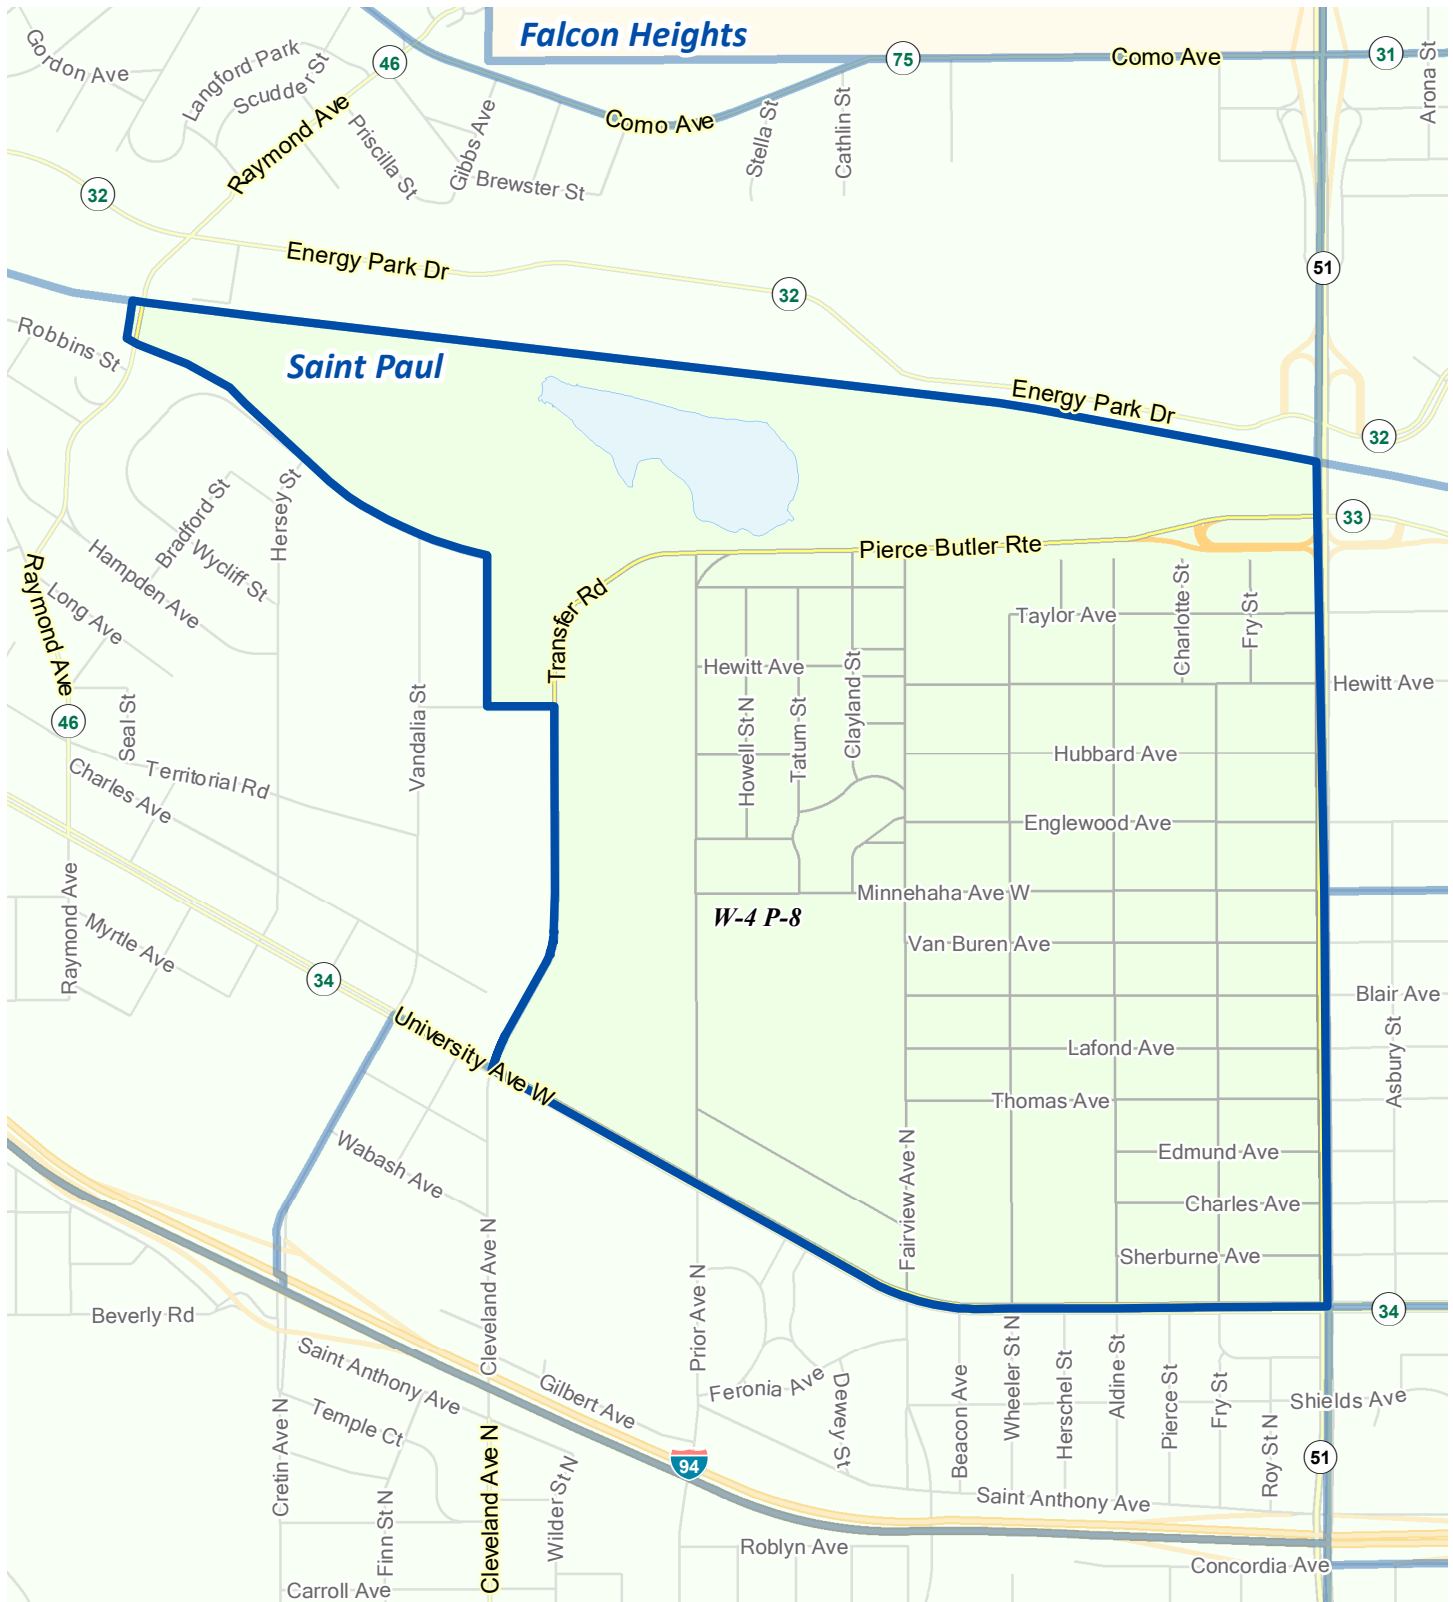 Falcon Heights
Gordon Ave
Langford Park
Scudder St
46
75
Como Ave
31
Arona St
Raymond Ave
Priscilla St
Gibbs Ave
Como Ave
Stella St
Cathlin St
Brewster St
32
Energy Park Dr
32
51
Robbins St
Saint Paul
Energy Park Dr
32
Hersey St
Bradford St
Wycliff St
Hampden Ave
Long Ave
Raymond Ave
33
Pierce Butler Rte
Transfer Rd
Taylor Ave
Charlotte St
Fry St
Hewitt Ave
Clayland St
Hewitt Ave
46
Seal St
Vandalia St
Howell St N
Tatum St
Hubbard Ave
Territorial Rd
Charles Ave
Englewood Ave
Raymond Ave
Minnehaha Ave W
W-4 P-8
Myrtle Ave
Van Buren Ave
34
Blair Ave
University Ave W
Lafond Ave
Asbury St
Thomas Ave
Wabash Ave
Fairview Ave N
Edmund Ave
Charles Ave
Sherburne Ave
Cleveland Ave N
Prior Ave N
Beverly Rd
34
Saint Anthony Ave
Gilbert Ave
Feronia Ave
Dewey St
Beacon Ave
Wheeler St N
Herschel St
Aldine St
Pierce St
Fry St
Roy St N
Shields Ave
Temple Ct
Cretin Ave N
Finn St N
Cleveland Ave N
Wilder St N
94
51
Saint Anthony Ave
Roblyn Ave
Concordia Ave
Carroll Ave